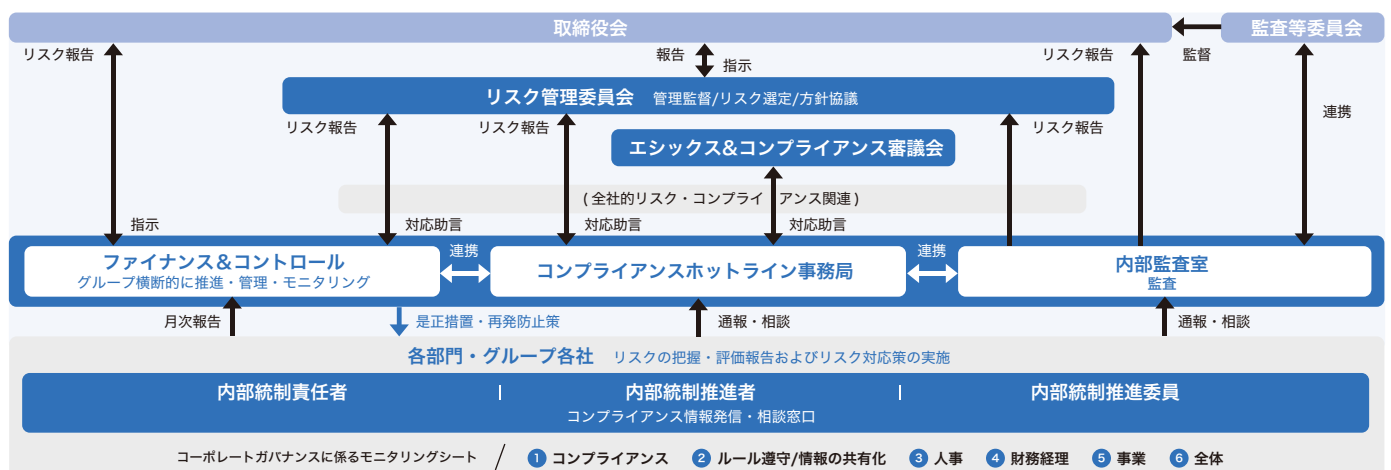 取締役会
監査等委員会
リスク報告
報告
指示
リスク報告
監督
リスク管理委員会 管理監督/リスク選定/方針協議
連携
リスク報告
リスク報告
リスク報告
エシックス&コンプライアンス審議会
(全社的リスク・コンプライアンス関連)
指示
対応助言
対応助言
対応助言
ファイナンス&コントロール
グループ横断的に推進・管理・モニタリング
連携
コンプライアンスホットライン事務局
連携
内部監査室
監査
月次報告
是正措置・再発防止策
通報・相談
通報・相談
各部門・グループ各社 リスクの把握・評価報告およびリスク対応策の実施
内部統制責任者
内部統制推進者
コンプライアンス情報発信・相談窓口
内部統制推進委員
コーポレートガバナンスに係るモニタリングシート
1 コンプライアンス 2 ルール遵守/情報の共有化 3 人事 4 財務経理 5 事業 6 全体